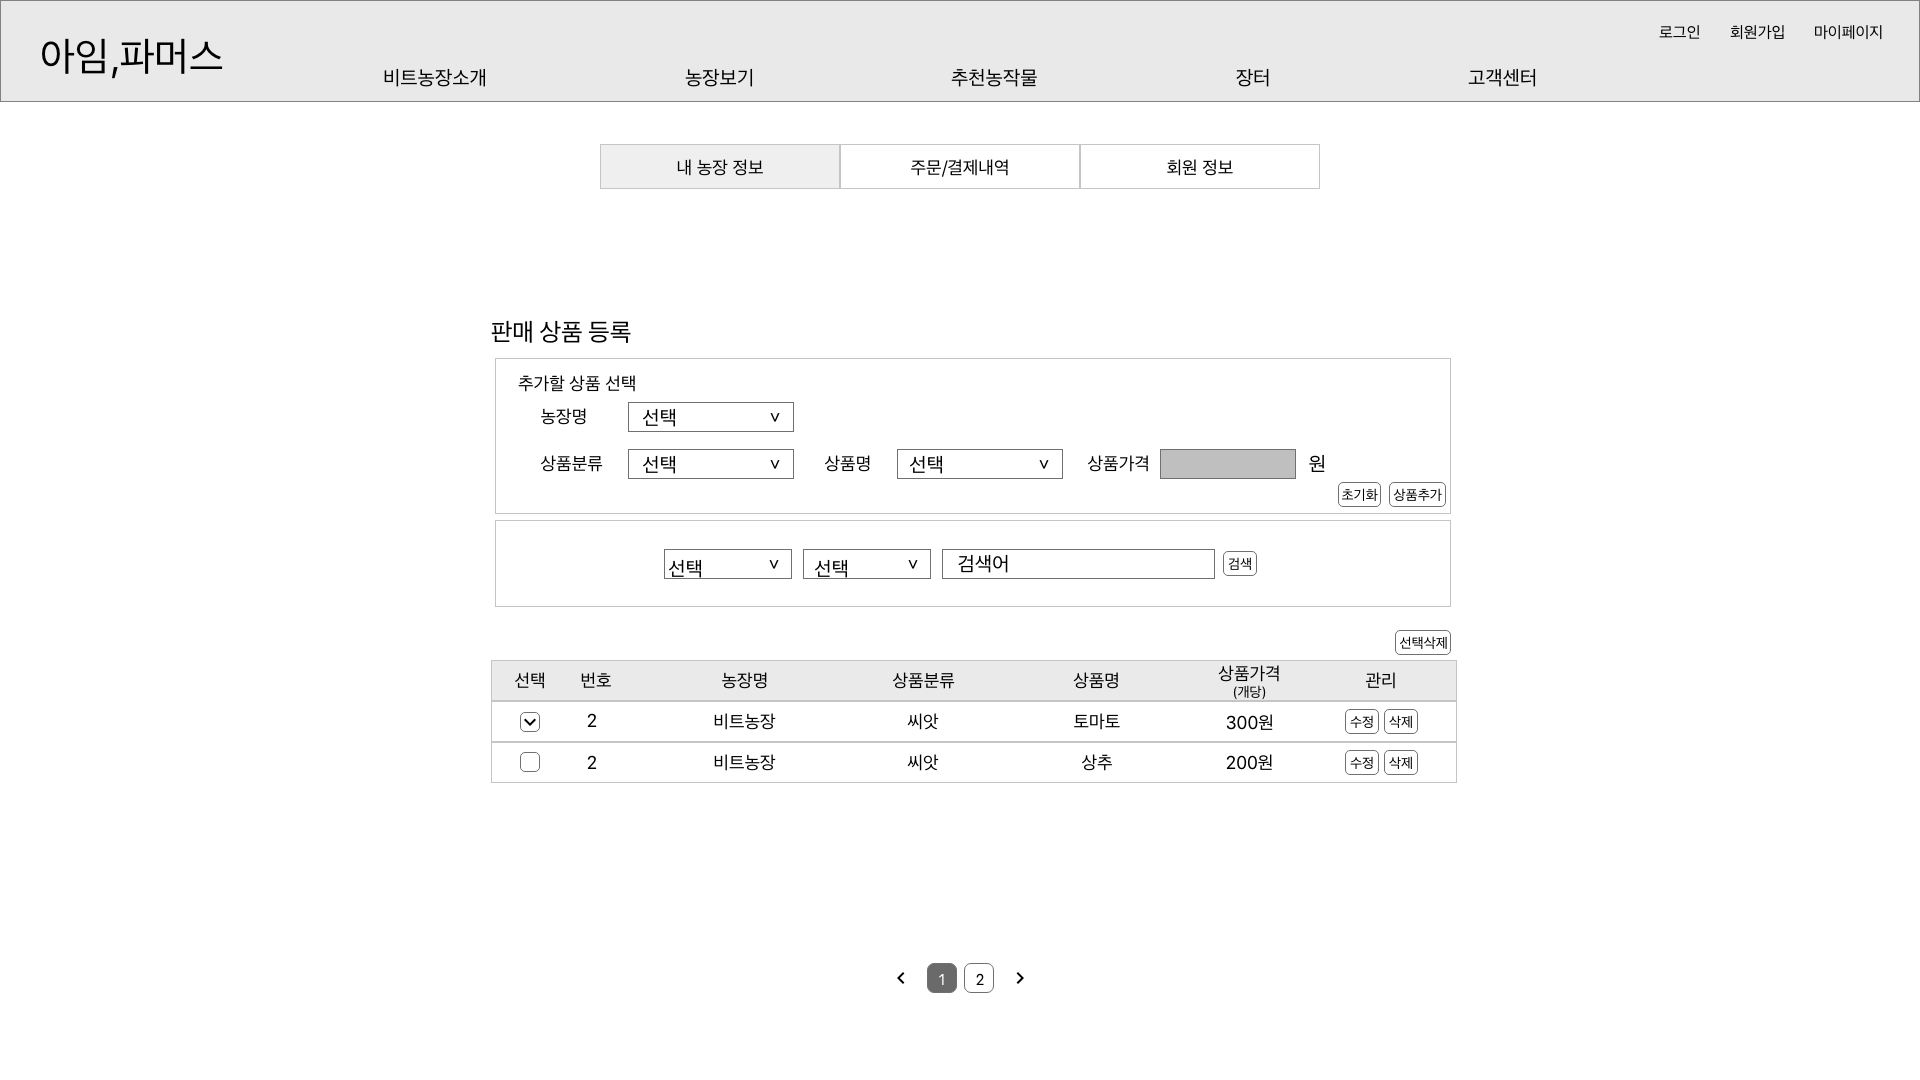 로그인 회원가입 마이페이지
아임,파머스
비트농장소개 농장보기 추천농작물 장터 고객센터
내 농장 정보 주문/결제내역 회원 정보
판매 상품 등록
추가할 상품 선택
농장명 선택 v
상품분류 선택 v 상품명 선택 v 상품가격 원
초기화 상품추가
선택 v 선택 v 검색어 검색
선택삭제
선택 번호 농장명 상품분류 상품명 상품가격 관리
(개당)
2 비트농장 씨앗 토마토 300원 수정 삭제
2 비트농장 씨앗 상추 200원 수정 삭제
1 2